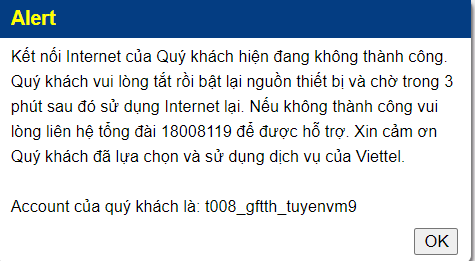 Alert
Kết nối Internet của Quý khách hiện đang không thành công.
Quý khách vui lòng tắt rồi bật lại nguồn thiết bị và chờ trong 3
phút sau đó sử dụng Internet lại. Nếu không thành công vui
lòng liên hệ tổng đài 18008119 để được hỗ trợ. Xin cảm ơn
Quý khách đã lựa chọn và sử dụng dịch vụ của Viettel.
Account của quý khách là: t008_gftth_tuyenvm9
OK